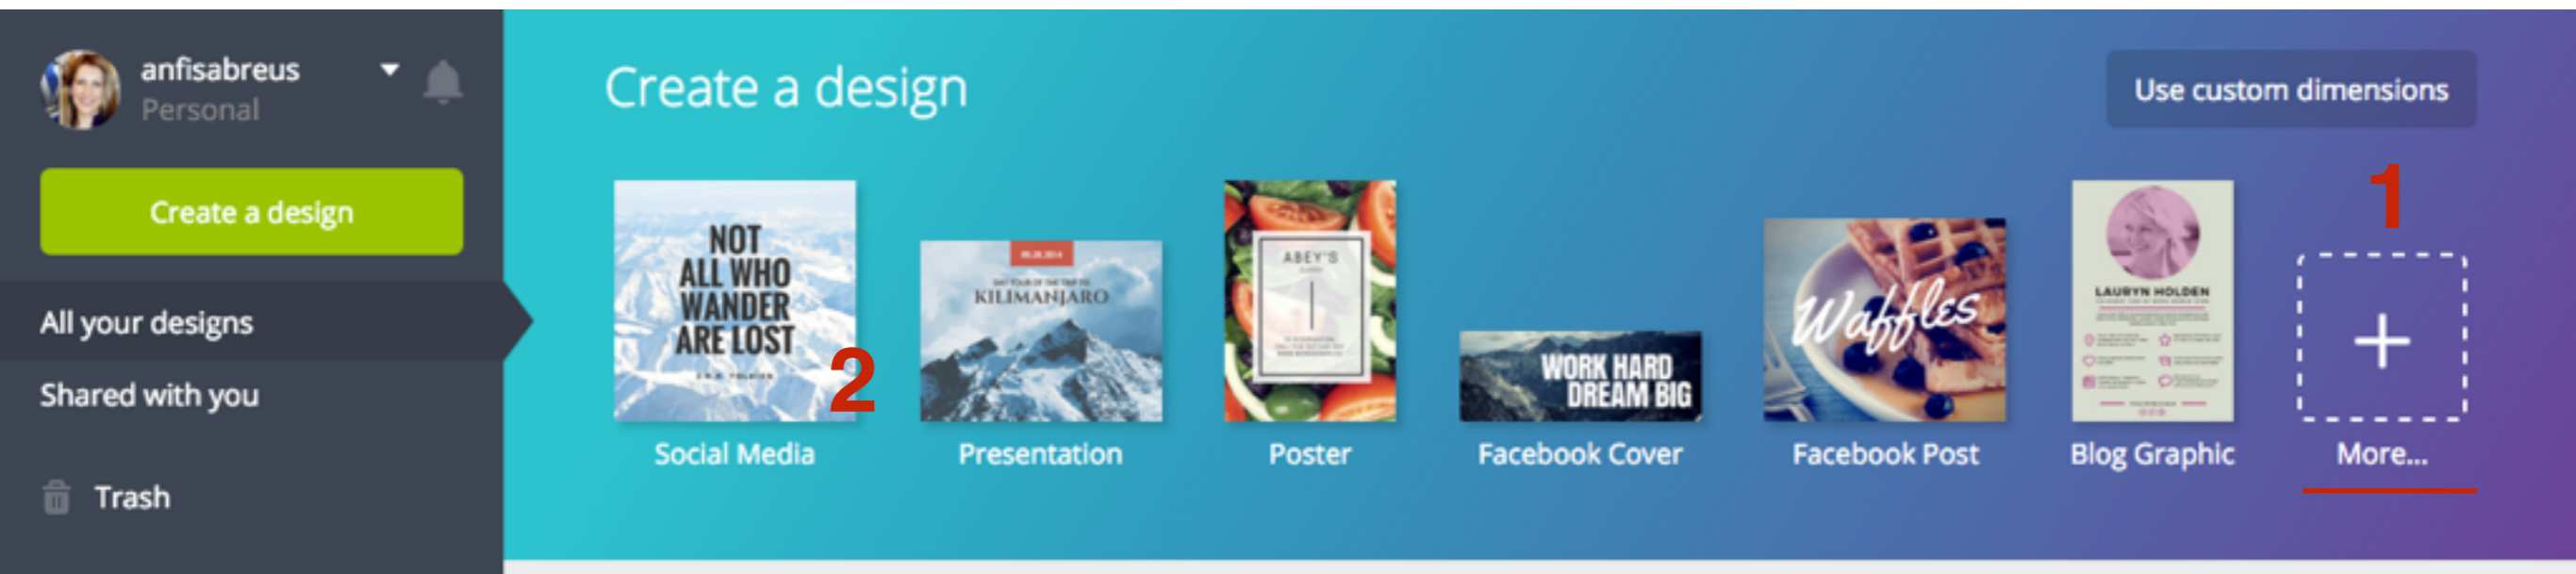 anfisabreus
Personal
Create a design
All your designs
Shared with you
Trash
Create a design
Use custom dimensions
1
NOT
ALL WHO
WANDER
ARE LOST
2
Social Media
KILIMANJARO
Presentation
ABEY'S
Poster
WORK HARD
DREAM BIG
Facebook Cover
Waffles
Facebook Post
LAURYN HOLDEN
Blog Graphic
More...